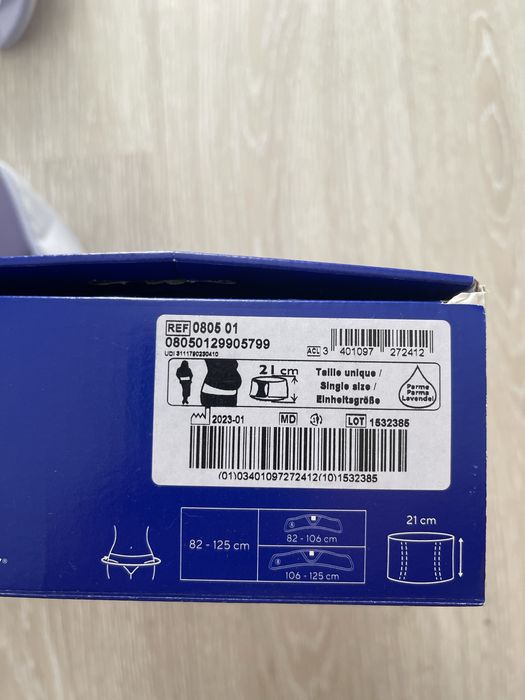 REF 0805 01
08050129905799
UDI 3111790230410
ACL 3 401097 272412
21 cm
Taille unique /
Single size /
Einheitsgröße
Parme
Parma
Lavendel
2023-01 MD LOT 1532385
(01)03401097272412(10)1532385
82 - 125 cm
82 - 106 cm
106 - 125 cm
21 cm